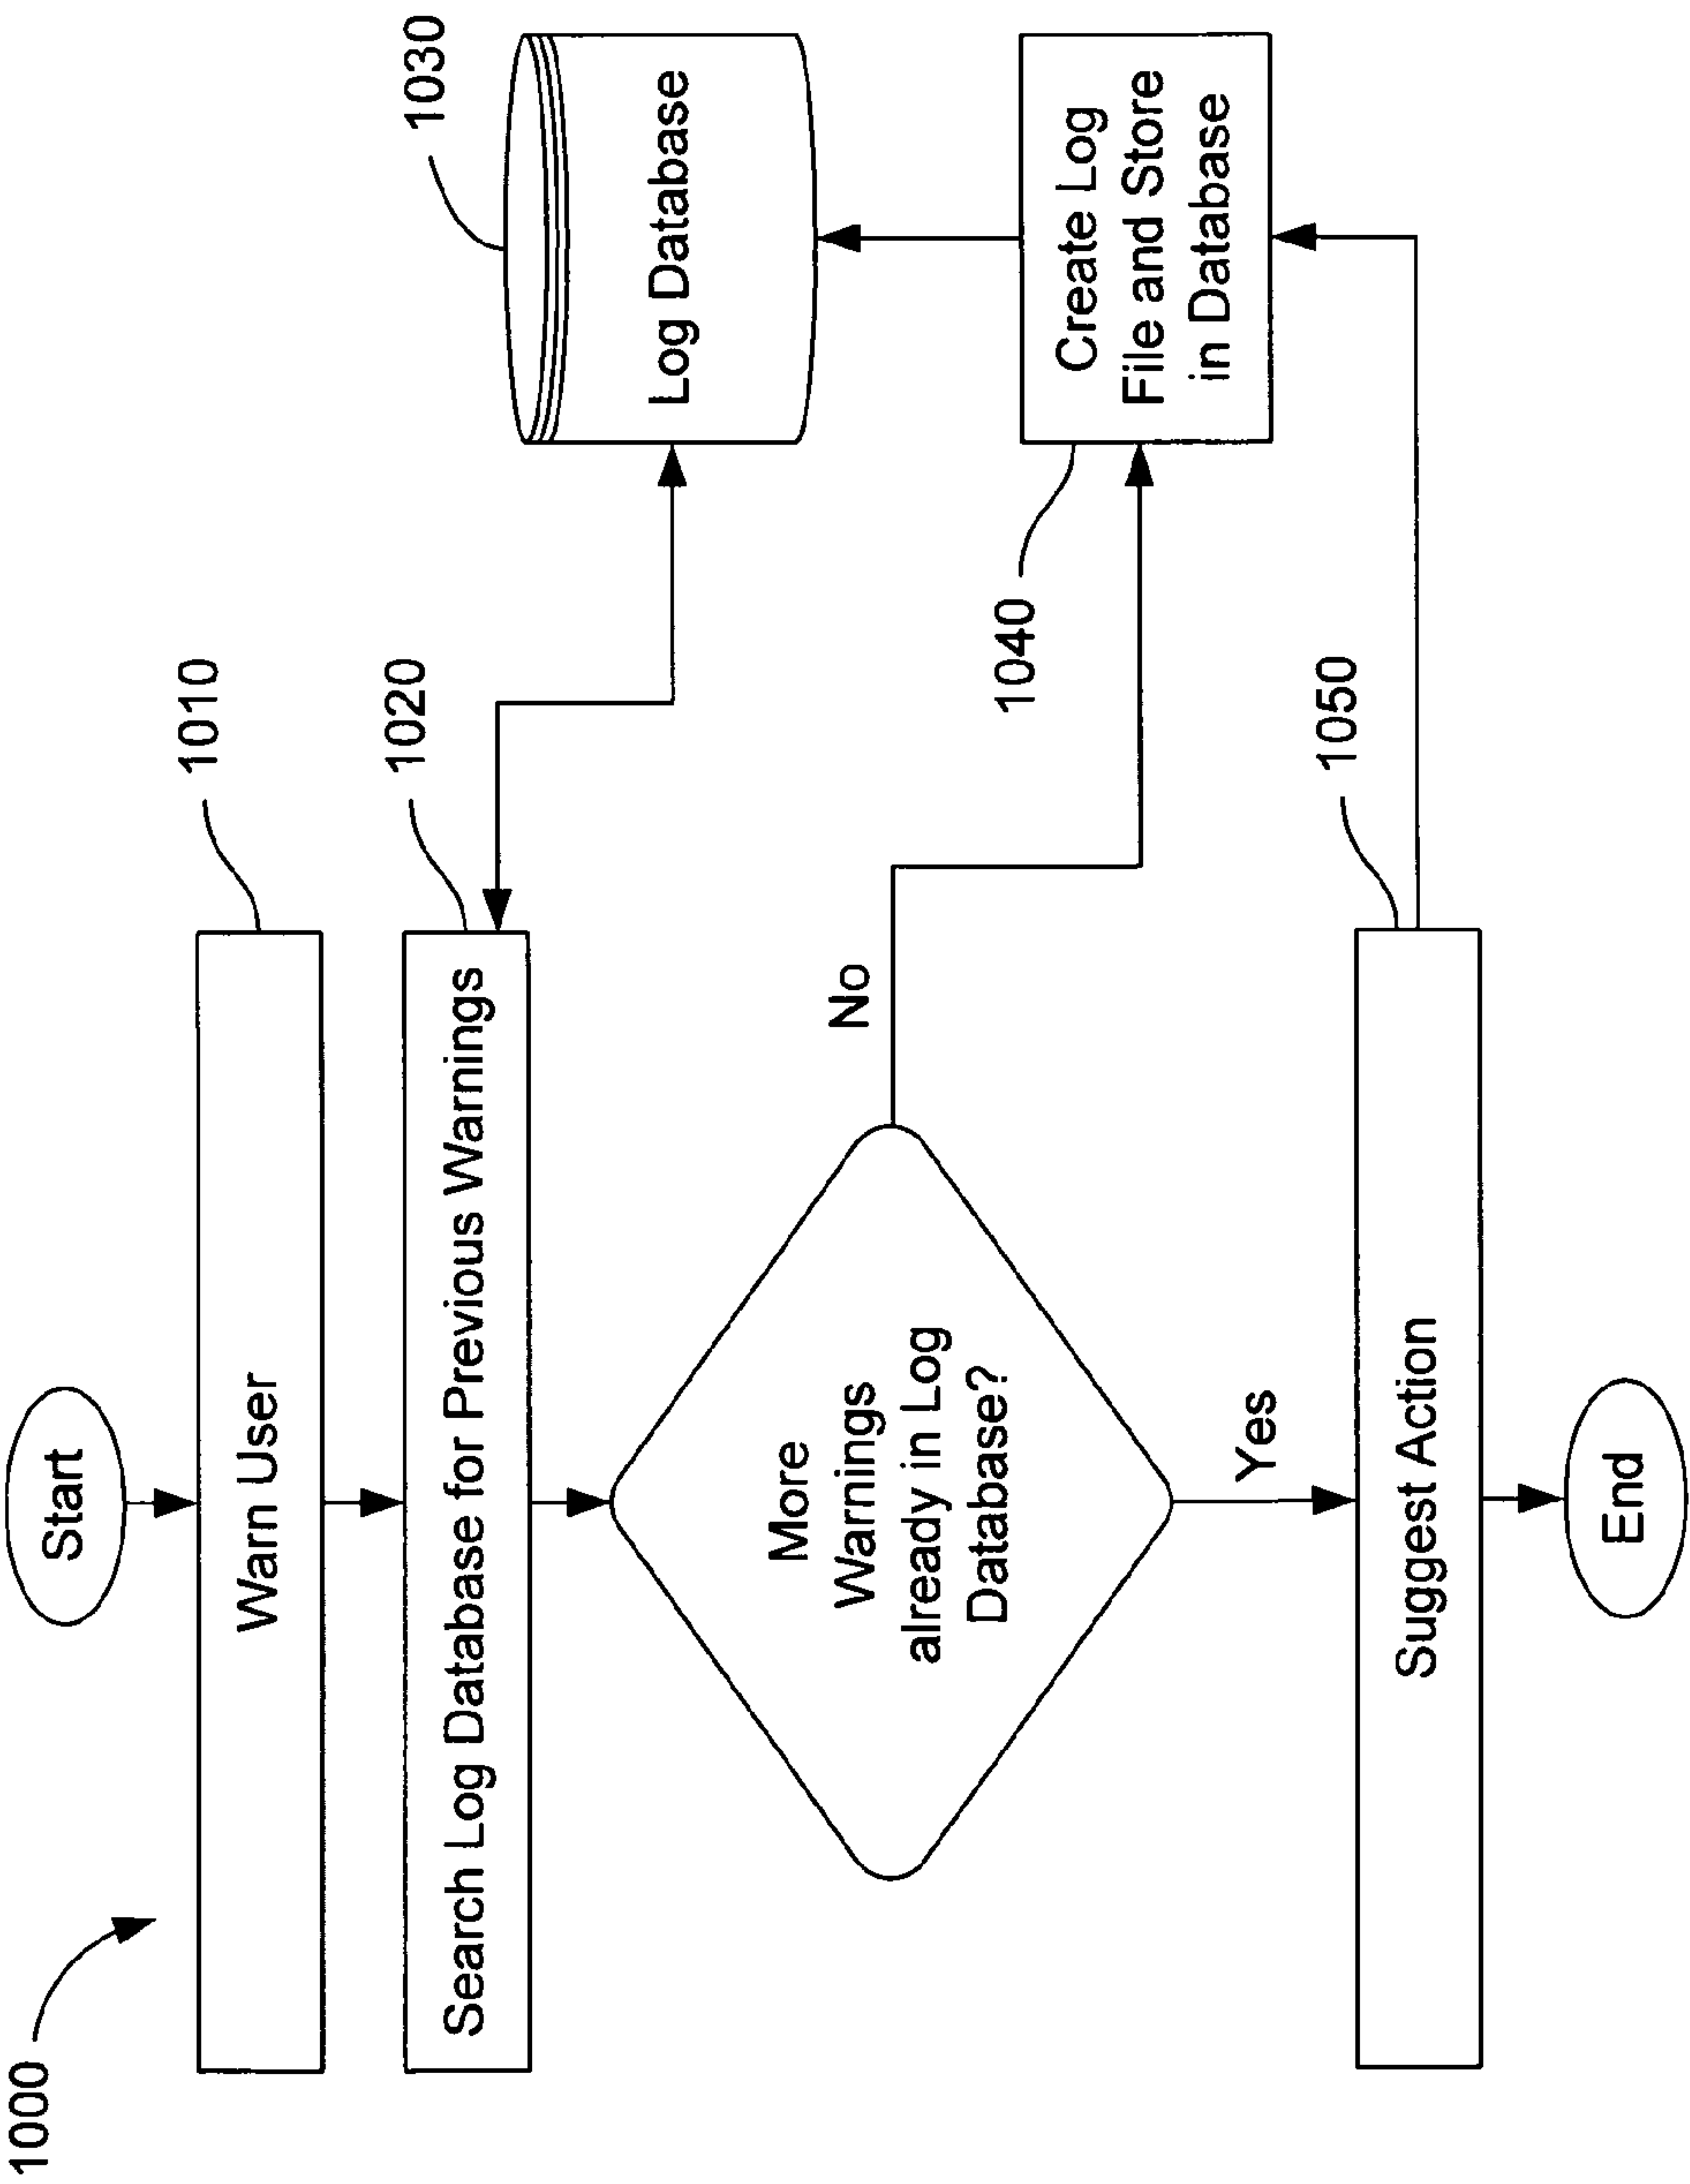 1000
Start
1010
Warn User
1020
Search Log Database for Previous Warnings
1030
Log Database
More
Warnings
already in Log
Database?
No
1040
Create Log
File and Store
in Database
Yes
1050
Suggest Action
End